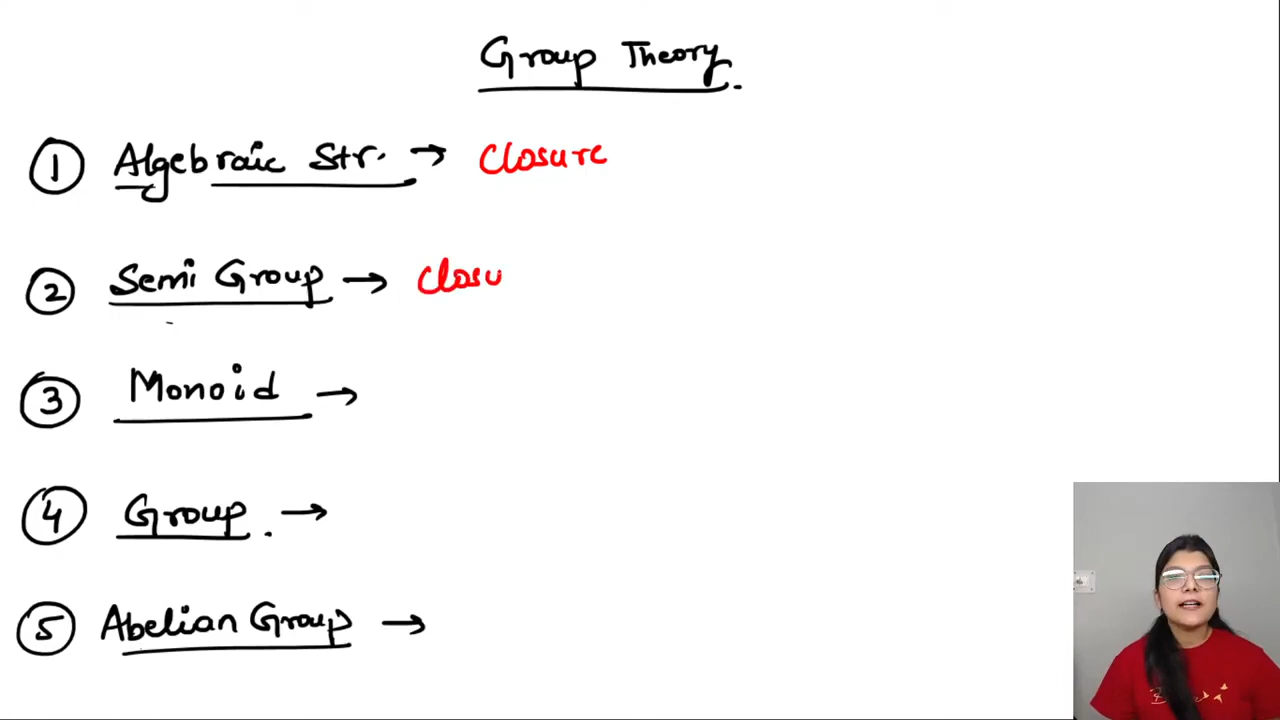 Group Theory.
① Algebraic Str. → Closure
② Semi Group → Closu
③ Monoid →
④ Group. →
⑤ Abelian Group →